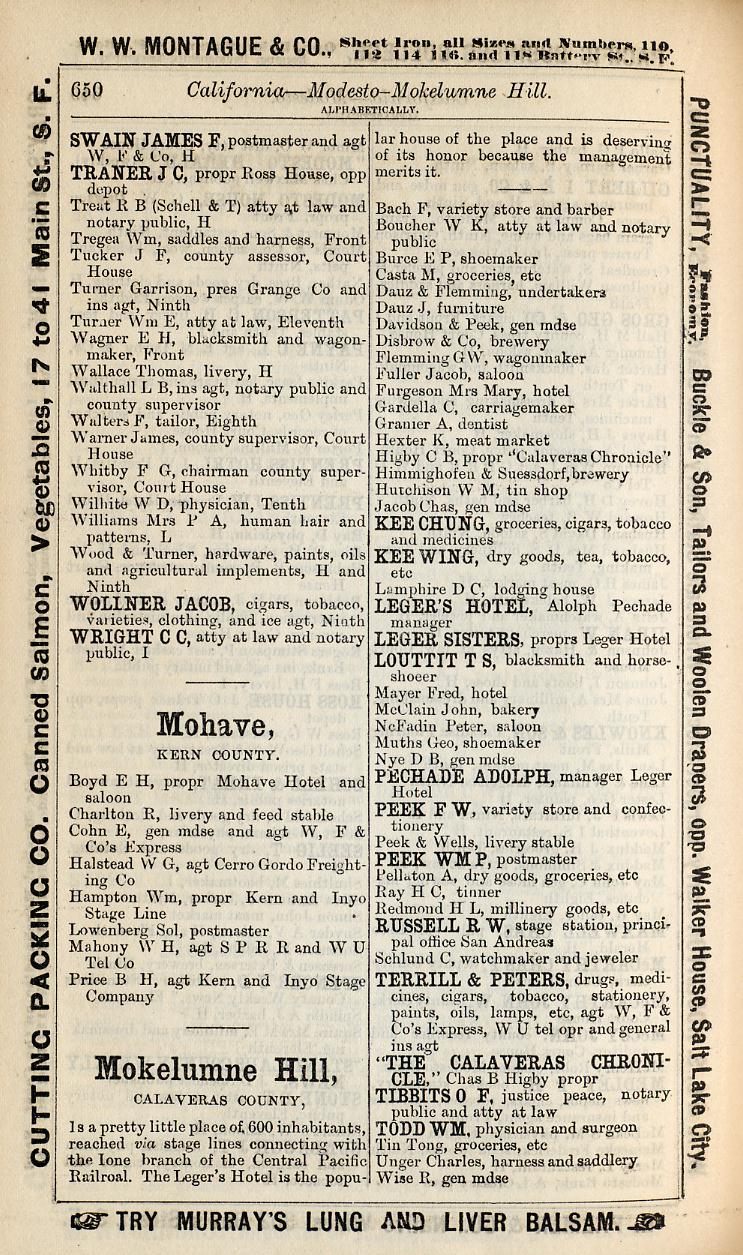 W. W. MONTAGUE & CO., Sheet Iron, all Sizes and Numbers, 110,
112 114 116. and 118 Battery St., S. F.
650 California—Modesto–Mokelumne Hill.
ALPHABETICALLY.
SWAIN JAMES F, postmaster and agt
W, F & Co, H
TRANER J C, propr Ross House, opp
depot
Treat R B (Schell & T) atty at law and
notary public, H
Tregea Wm, saddles and harness, Front
Tucker J F, county assessor, Court
House
Turner Garrison, pres Grange Co and
ins agt, Ninth
Turner Wm E, atty at law, Eleventh
Wagner E H, blacksmith and wagon-
maker, Front
Wallace Thomas, livery, H
Walthall L B, ins agt, notary public and
county supervisor
Walters F, tailor, Eighth
Warner James, county supervisor, Court
House
Whitby F G, chairman county super-
visor, Court House
Wilhite W D, physician, Tenth
Williams Mrs P A, human hair and
patterns, L
Wood & Turner, hardware, paints, oils
and agricultural implements, H and
Ninth
WOLLNER JACOB, cigars, tobacco,
varieties, clothing, and ice agt, Ninth
WRIGHT C C, atty at law and notary
public, I
Mohave,
KERN COUNTY.
Boyd E H, propr Mohave Hotel and
saloon
Charlton R, livery and feed stable
Cohn E, gen mdse and agt W, F &
Co's Express
Halstead W G, agt Cerro Gordo Freight-
ing Co
Hampton Wm, propr Kern and Inyo
Stage Line
Lowenberg Sol, postmaster
Mahony W H, agt S P R R and W U
Tel Co
Price B H, agt Kern and Inyo Stage
Company
Mokelumne Hill,
CALAVERAS COUNTY,
Is a pretty little place of 600 inhabitants,
reached via stage lines connecting with
the Ione branch of the Central Pacific
Railroal. The Leger's Hotel is the popu-
lar house of the place and is deserving
of its honor because the management
merits it.
Bach F, variety store and barber
Boucher W K, atty at law and notary
public
Burce E P, shoemaker
Casta M, groceries, etc
Dauz & Flemming, undertakers
Dauz J, furniture
Davidson & Peek, gen mdse
Disbrow & Co, brewery
Flemming G W, wagonmaker
Fuller Jacob, saloon
Furgeson Mrs Mary, hotel
Gardella C, carriagemaker
Granier A, dentist
Hexter K, meat market
Higby C B, propr "Calaveras Chronicle"
Himmighofen & Suessdorf, brewery
Hutchison W M, tin shop
Jacob Chas, gen mdse
KEE CHUNG, groceries, cigars, tobacco
and medicines
KEE WING, dry goods, tea, tobacco,
etc
Lamphire D C, lodging house
LEGER'S HOTEL, Alolph Pechade
manager
LEGER SISTERS, proprs Leger Hotel
LOUTTIT T S, blacksmith and horse-
shoeer
Mayer Fred, hotel
McClain John, bakery
NcFadin Peter, saloon
Muths Geo, shoemaker
Nye D B, gen mdse
PECHADE ADOLPH, manager Leger
Hotel
PEEK F W, variety store and confec-
tionery
Peek & Wells, livery stable
PEEK WM P, postmaster
Pellaton A, dry goods, groceries, etc
Ray H C, tinner
Redmond H L, millinery goods, etc
RUSSELL R W, stage station, princi-
pal office San Andreas
Schlund C, watchmaker and jeweler
TERRILL & PETERS, drugs, medi-
cines, cigars, tobacco, stationery,
paints, oils, lamps, etc, agt W, F &
Co's Express, W U tel opr and general
ins agt
"THE CALAVERAS CHRONI-
CLE," Chas B Higby propr
TIBBITS O F, justice peace, notary
public and atty at law
TODD WM, physician and surgeon
Tin Tong, groceries, etc
Unger Charles, harness and saddlery
Wise R, gen mdse
CUTTING PACKING CO. Canned Salmon, Vegetables, 17 to 41 Main St., S. F.
PUNCTUALITY, Fashion, Economy. Buckle & Son, Tailors and Woolen Drapers, opp. Walker House, Salt Lake City.
TRY MURRAY'S LUNG AND LIVER BALSAM.